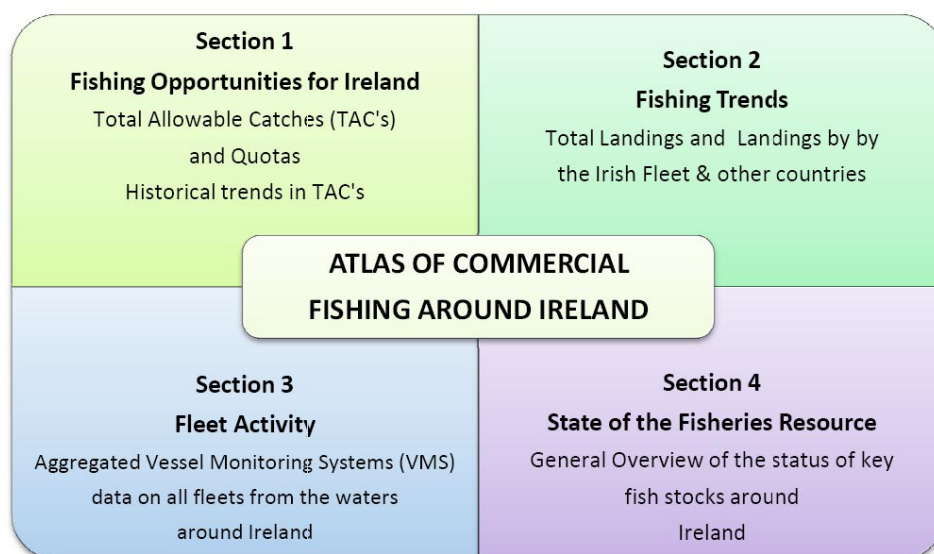 Section 1
Fishing Opportunities for Ireland
Total Allowable Catches (TAC's)
and Quotas
Historical trends in TAC's
Section 2
Fishing Trends
Total Landings and Landings by by
the Irish Fleet & other countries
ATLAS OF COMMERCIAL
FISHING AROUND IRELAND
Section 3
Fleet Activity
Aggregated Vessel Monitoring Systems (VMS)
data on all fleets from the waters
around Ireland
Section 4
State of the Fisheries Resource
General Overview of the status of key
fish stocks around
Ireland